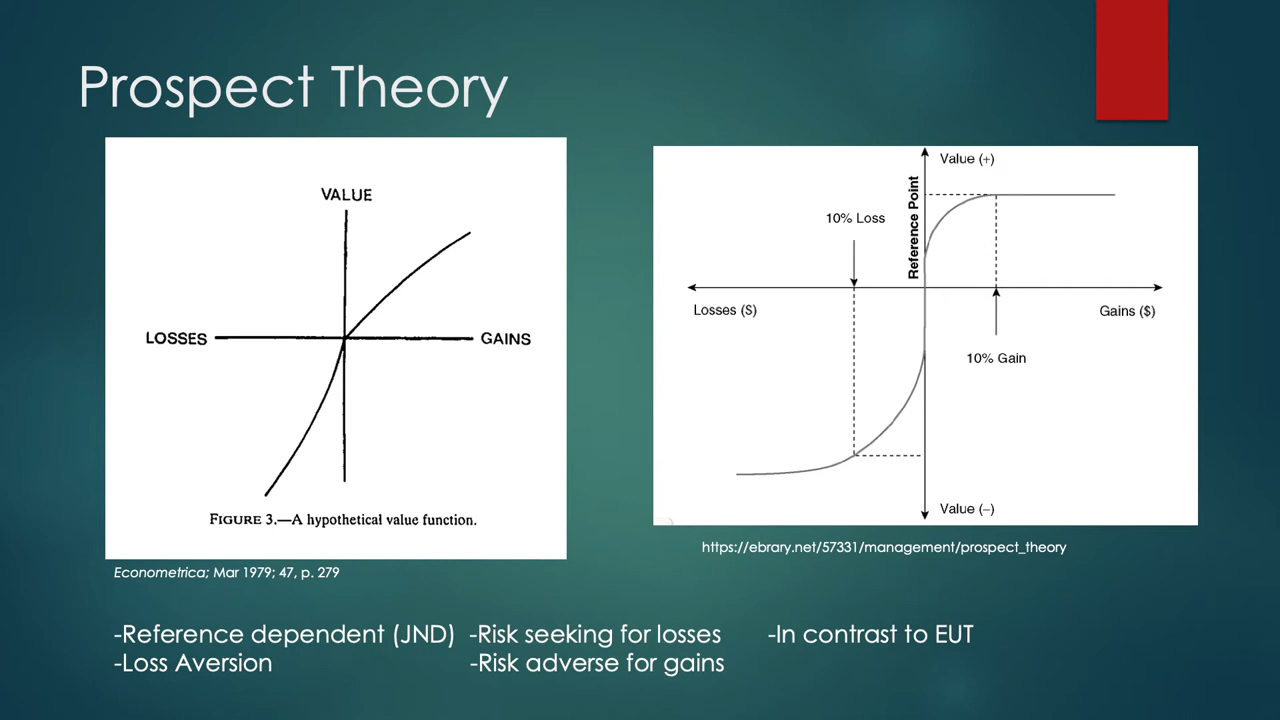 Prospect Theory
VALUE
LOSSES
GAINS
FIGURE 3.—A hypothetical value function.
Econometrica; Mar 1979; 47, p. 279
Value (+)
Reference Point
10% Loss
Losses ($)
Gains ($)
10% Gain
Value (–)
https://ebrary.net/57331/management/prospect_theory
-Reference dependent (JND) -Risk seeking for losses -In contrast to EUT
-Loss Aversion -Risk adverse for gains